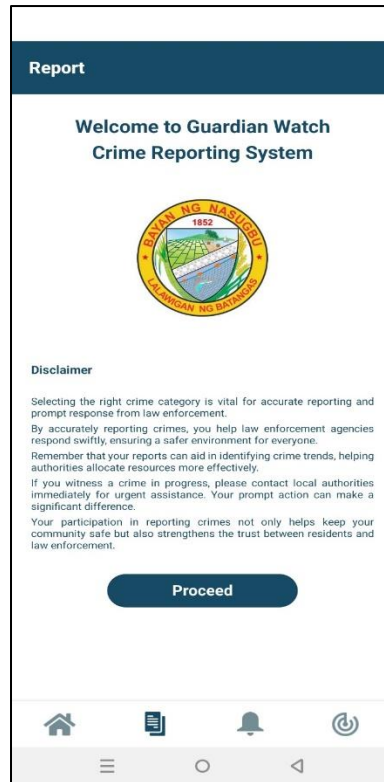 Report
Welcome to Guardian Watch
Crime Reporting System
BAYAN NG NASUGBU
1852
LALAWIGAN NG BATANGAS
Disclaimer
Selecting the right crime category is vital for accurate reporting and
prompt response from law enforcement.
By accurately reporting crimes, you help law enforcement agencies
respond swiftly, ensuring a safer environment for everyone.
Remember that your reports can aid in identifying crime trends, helping
authorities allocate resources more effectively.
If you witness a crime in progress, please contact local authorities
immediately for urgent assistance. Your prompt action can make a
significant difference.
Your participation in reporting crimes not only helps keep your
community safe but also strengthens the trust between residents and
law enforcement.
Proceed